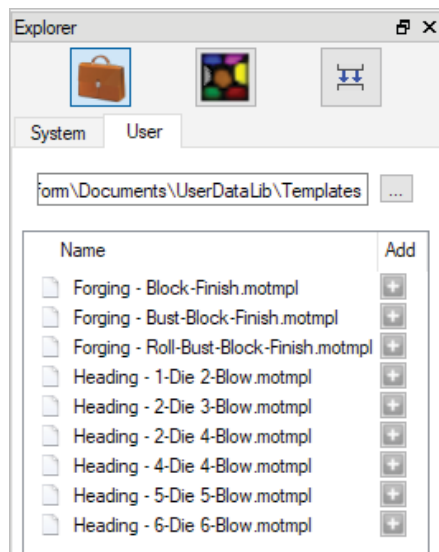 Explorer
System User
form\Documents\UserDataLib\Templates ...
Name Add
Forging - Block-Finish.motmpl
Forging - Bust-Block-Finish.motmpl
Forging - Roll-Bust-Block-Finish.motmpl
Heading - 1-Die 2-Blow.motmpl
Heading - 2-Die 3-Blow.motmpl
Heading - 2-Die 4-Blow.motmpl
Heading - 4-Die 4-Blow.motmpl
Heading - 5-Die 5-Blow.motmpl
Heading - 6-Die 6-Blow.motmpl